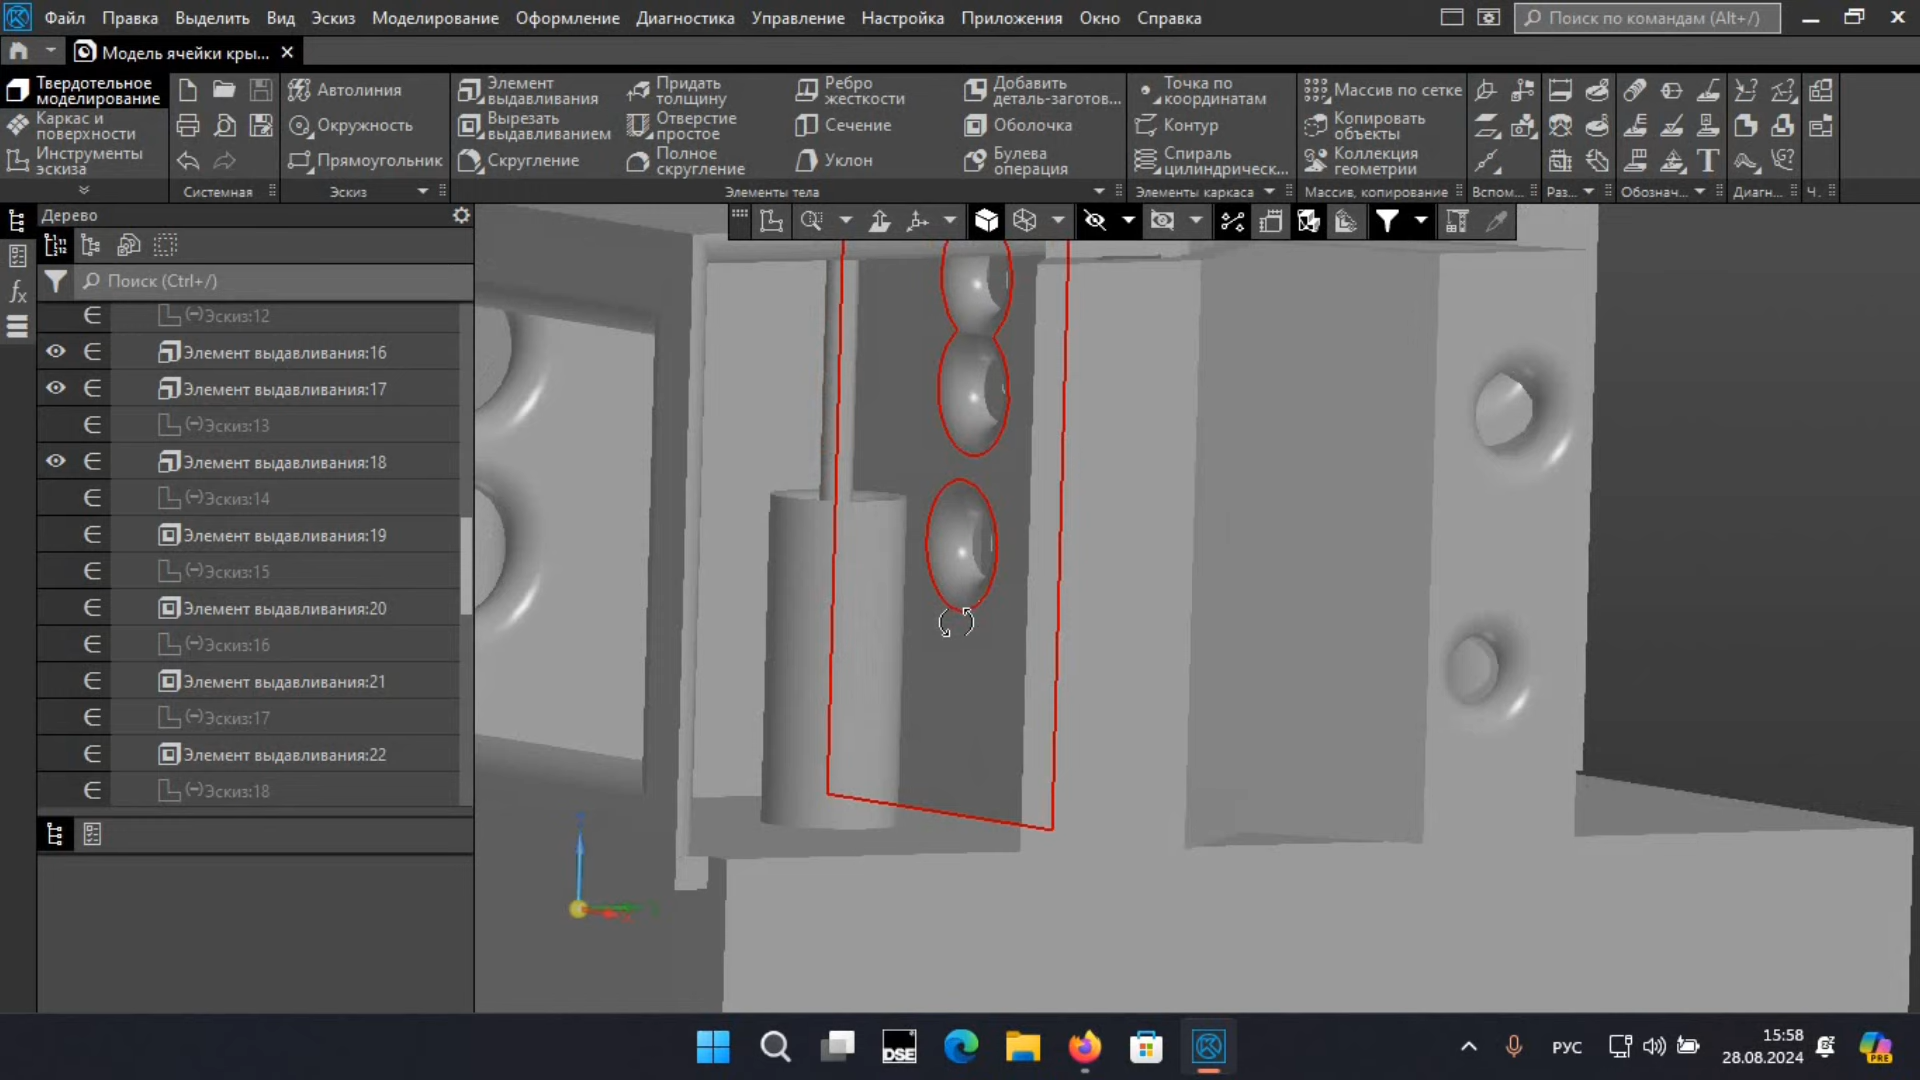 Файл Правка Выделить Вид Эскиз Моделирование Оформление Диагностика Управление Настройка Приложения Окно Справка
Поиск по командам (Alt+/)
Модель ячейки кры...
Твердотельное
моделирование
Каркас и
поверхности
Инструменты
эскиза
Системная
Автолиния
Окружность
Прямоугольник
Эскиз
Элемент
выдавливания
Вырезать
выдавливанием
Скругление
Придать
толщину
Отверстие
простое
Полное
скругление
Ребро
жесткости
Сечение
Уклон
Добавить
деталь-заготов...
Оболочка
Булева
операция
Элементы тела
Точка по
координатам
Контур
Спираль
цилиндрическ...
Элементы каркаса
Массив по сетке
Копировать
объекты
Коллекция
геометрии
Массив, копирование
Вспом...
Раз...
Обознач...
Диагн...
Ч..
Дерево
Поиск (Ctrl+/)
(-)Эскиз:12
Элемент выдавливания:16
Элемент выдавливания:17
(-)Эскиз:13
Элемент выдавливания:18
(-)Эскиз:14
Элемент выдавливания:19
(-)Эскиз:15
Элемент выдавливания:20
(-)Эскиз:16
Элемент выдавливания:21
(-)Эскиз:17
Элемент выдавливания:22
(-)Эскиз:18
DSE
РУС
15:58
28.08.2024
PRE